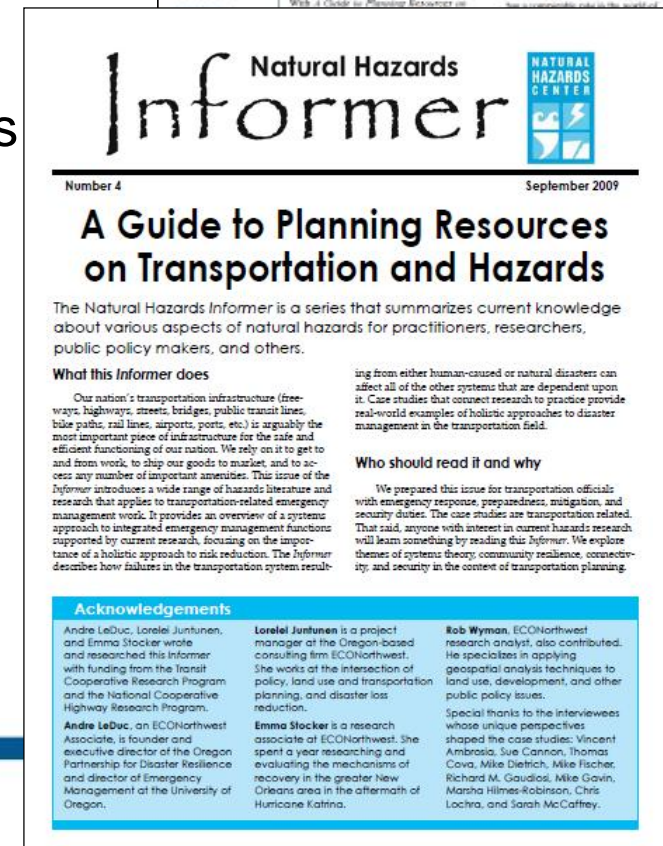 With A Guide to Planning Resources on
s
Natural Hazards
Informer
NATURAL
HAZARDS
CENTER
Number 4
September 2009
A Guide to Planning Resources
on Transportation and Hazards
The Natural Hazards Informer is a series that summarizes current knowledge
about various aspects of natural hazards for practitioners, researchers,
public policy makers, and others.
What this Informer does
Our nation's transportation infrastructure (free-
ways, highways, streets, bridges, public transit lines,
bike paths, rail lines, airports, ports, etc.) is arguably the
most important piece of infrastructure for the safe and
efficient functioning of our nation. We rely on it to get to
and from work, to ship our goods to market, and to ac-
cess any number of important amenities. This issue of the
Informer introduces a wide range of hazards literature and
research that applies to transportation-related emergency
management work. It provides an overview of a systems
approach to integrated emergency management functions
supported by current research, focusing on the impor-
tance of a holistic approach to risk reduction. The Informer
describes how failures in the transportation system result-
ing from either human-caused or natural disasters can
affect all of the other systems that are dependent upon
it. Case studies that connect research to practice provide
real-world examples of holistic approaches to disaster
management in the transportation field.
Who should read it and why
We prepared this issue for transportation officials
with emergency response, preparedness, mitigation, and
security duties. The case studies are transportation related.
That said, anyone with interest in current hazards research
will learn something by reading this Informer. We explore
themes of systems theory, community resilience, connectiv-
ity, and security in the context of transportation planning.
Acknowledgements
Andre LeDuc, Lorelei Juntunen,
and Emma Stocker wrote
and researched this Informer
with funding from the Transit
Cooperative Research Program
and the National Cooperative
Highway Research Program.
Andre LeDuc, an ECONorthwest
Associate, is founder and
executive director of the Oregon
Partnership for Disaster Resilience
and director of Emergency
Management at the University of
Oregon.
Lorelei Juntunen is a project
manager at the Oregon-based
consulting firm ECONorthwest.
She works at the intersection of
policy, land use and transportation
planning, and disaster loss
reduction.
Emma Stocker is a research
associate at ECONorthwest. She
spent a year researching and
evaluating the mechanisms of
recovery in the greater New
Orleans area in the aftermath of
Hurricane Katrina.
Rob Wyman, ECONorthwest
research analyst, also contributed.
He specializes in applying
geospatial analysis techniques to
land use, development, and other
public policy issues.
Special thanks to the interviewees
whose unique perspectives
shaped the case studies: Vincent
Ambrosia, Sue Cannon, Thomas
Cova, Mike Dietrich, Mike Fischer,
Richard M. Gaudiosi, Mike Gavin,
Marsha Hilmes-Robinson, Chris
Lochra, and Sarah McCaffrey.